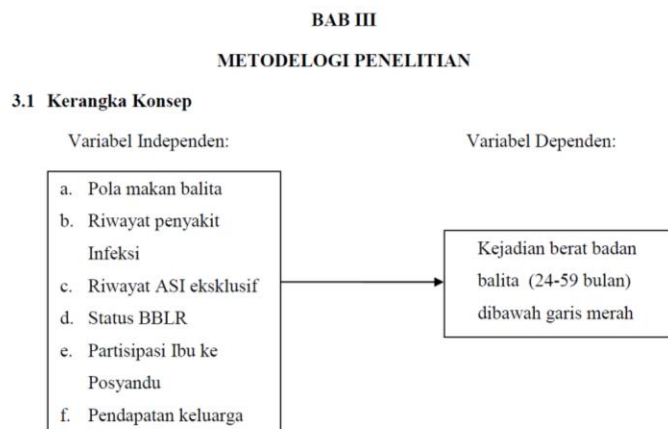 BAB III
METODELOGI PENELITIAN
3.1 Kerangka Konsep
Variabel Independen:
Variabel Dependen:
a. Pola makan balita
b. Riwayat penyakit
Infeksi
c. Riwayat ASI eksklusif
d. Status BBLR
e. Partisipasi Ibu ke
Posyandu
f. Pendapatan keluarga
Kejadian berat badan
balita (24-59 bulan)
dibawah garis merah